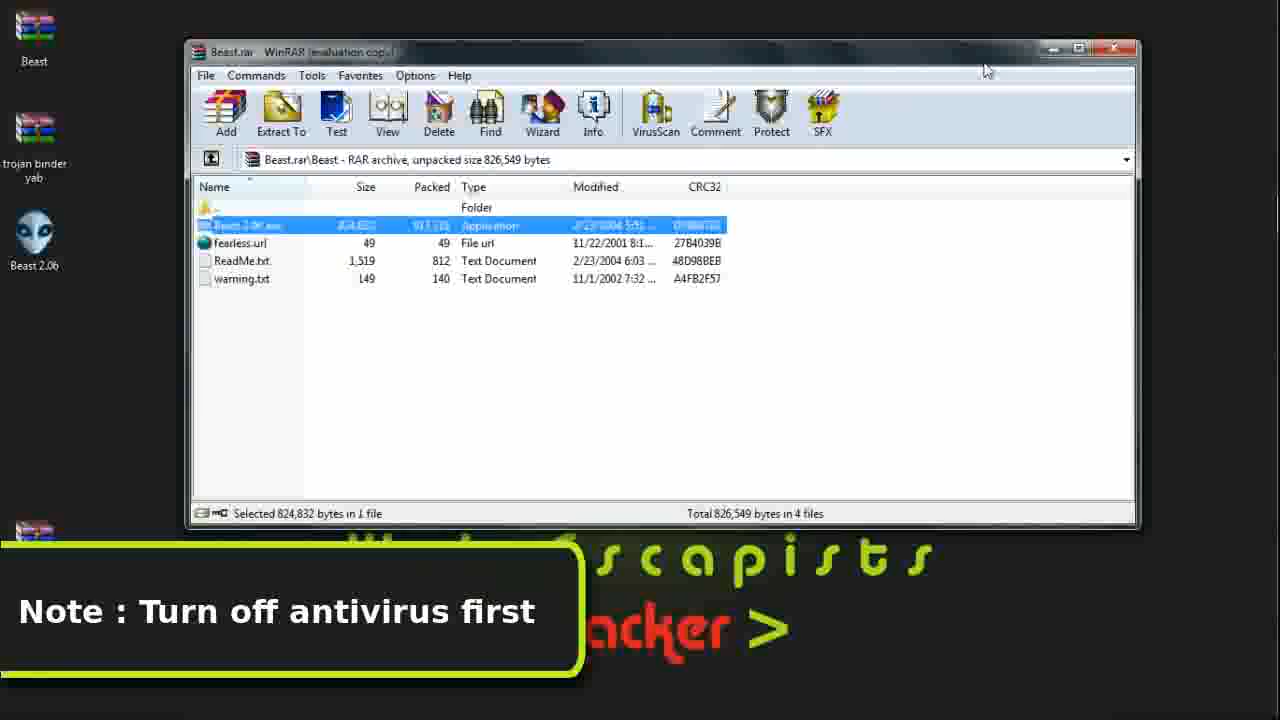 Beast
trojan binder
yab
Beast 2.0b
Beast.rar - WinRAR (evaluation copy)
File Commands Tools Favorites Options Help
Add Extract To Test View Delete Find Wizard Info VirusScan Comment Protect SFX
Beast.rar\Beast - RAR archive, unpacked size 826,549 bytes
Name Size Packed Type Modified CRC32
.. Folder
Application
fearless.url 49 49 File url 11/22/2001 8:1... 27B4039B
ReadMe.txt 1,519 812 Text Document 2/23/2004 6:03 ... 48D98BEB
warning.txt 149 140 Text Document 11/1/2002 7:32 ... A4FB2F57
Selected 824,832 bytes in 1 file Total 826,549 bytes in 4 files
scapists
acker >
Note : Turn off antivirus first